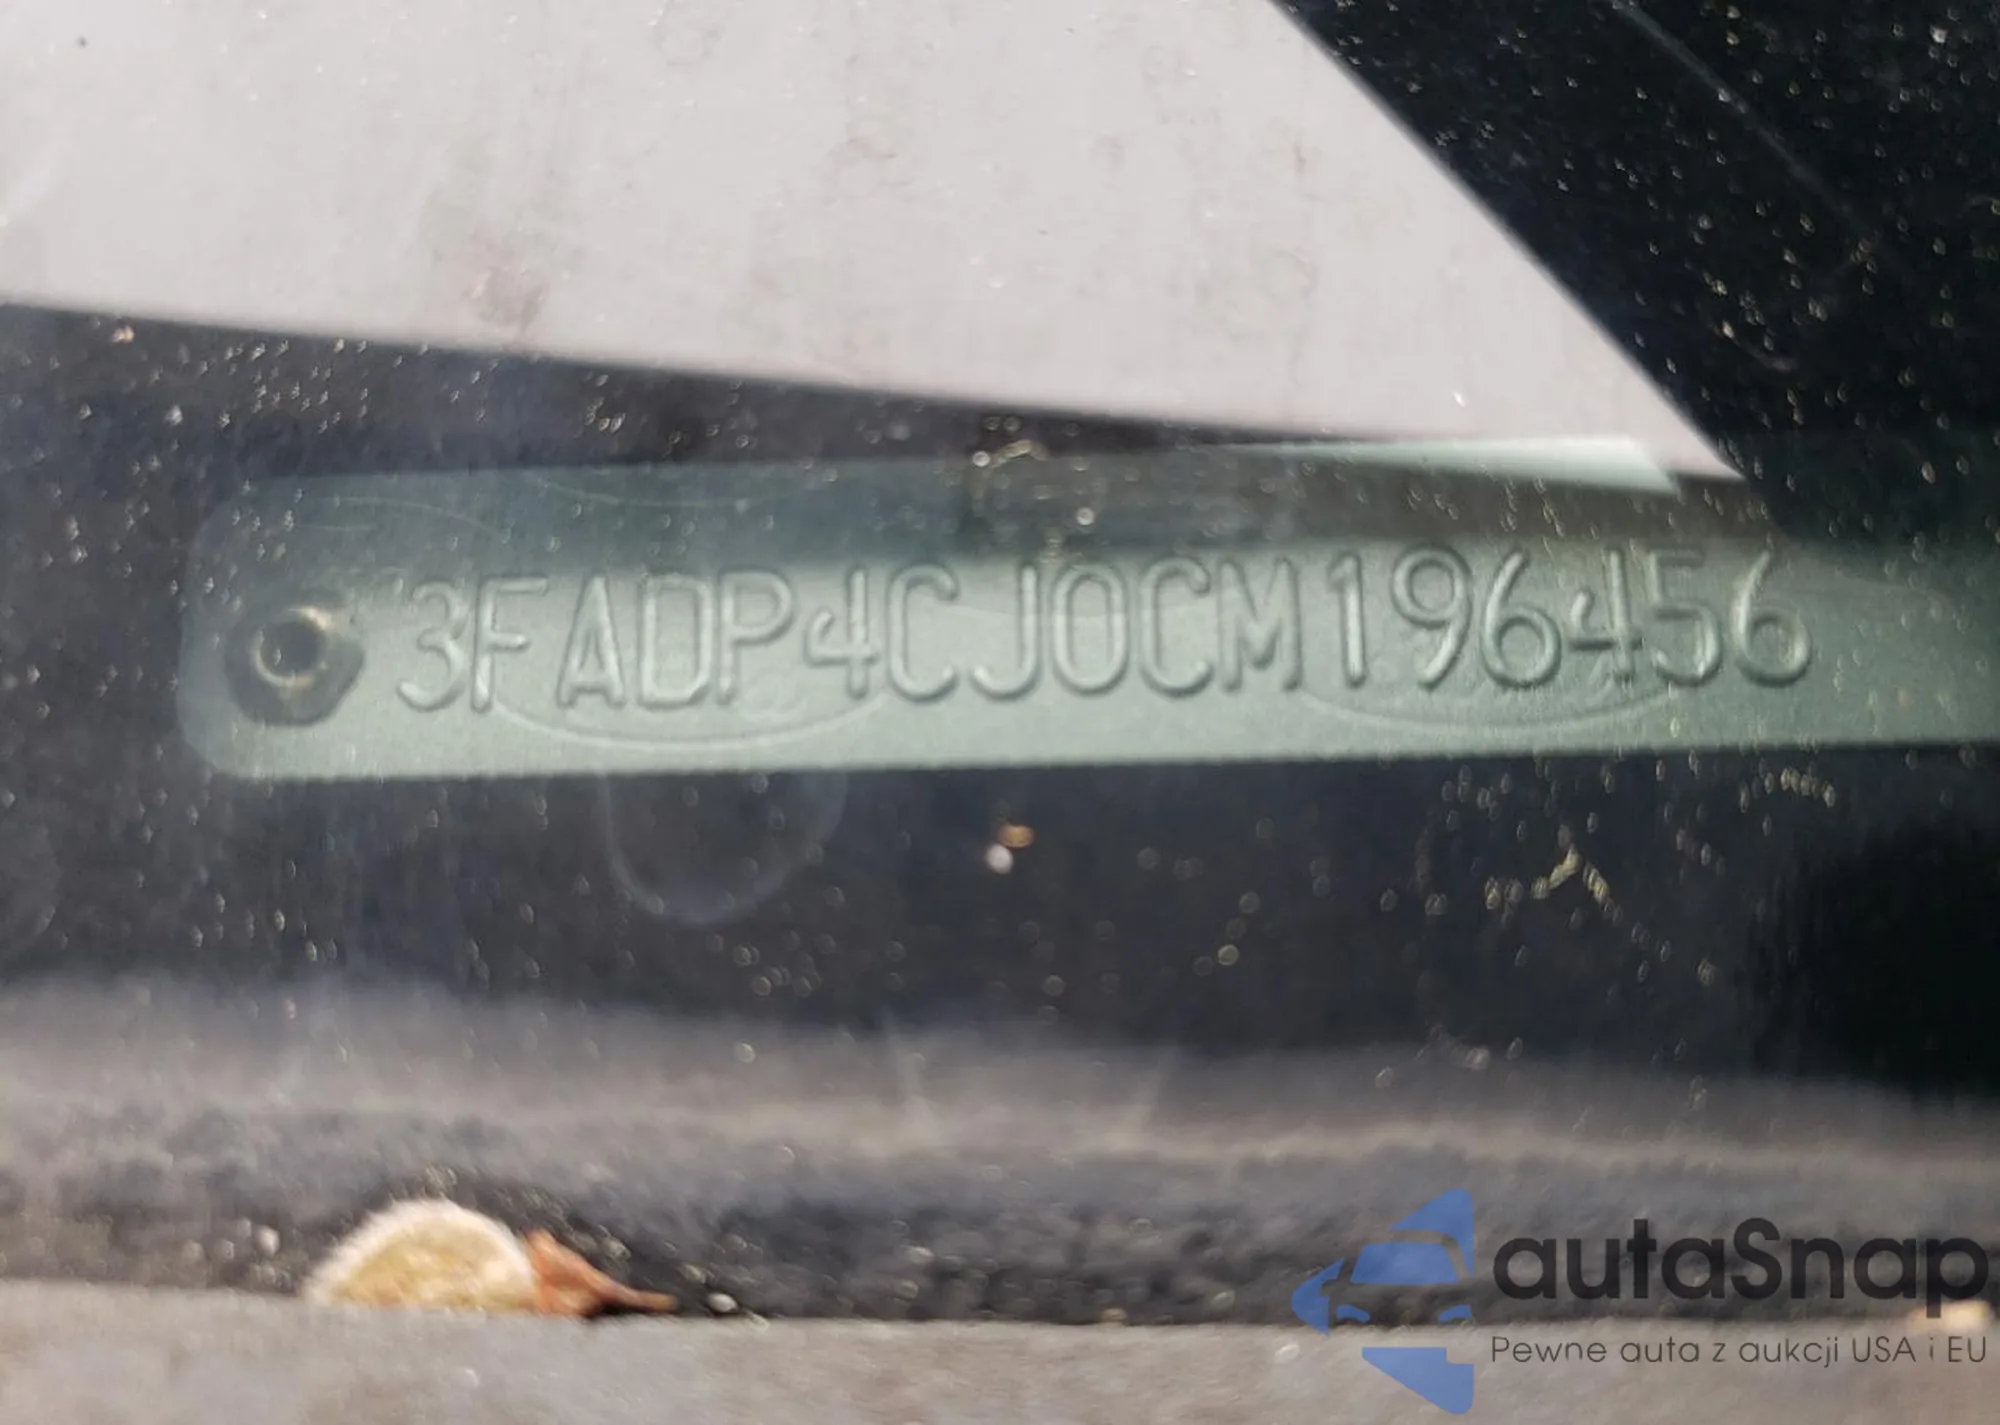 3FADP4CJ0CM196456
autaSnap
Pewne auta z aukcji USA i EU